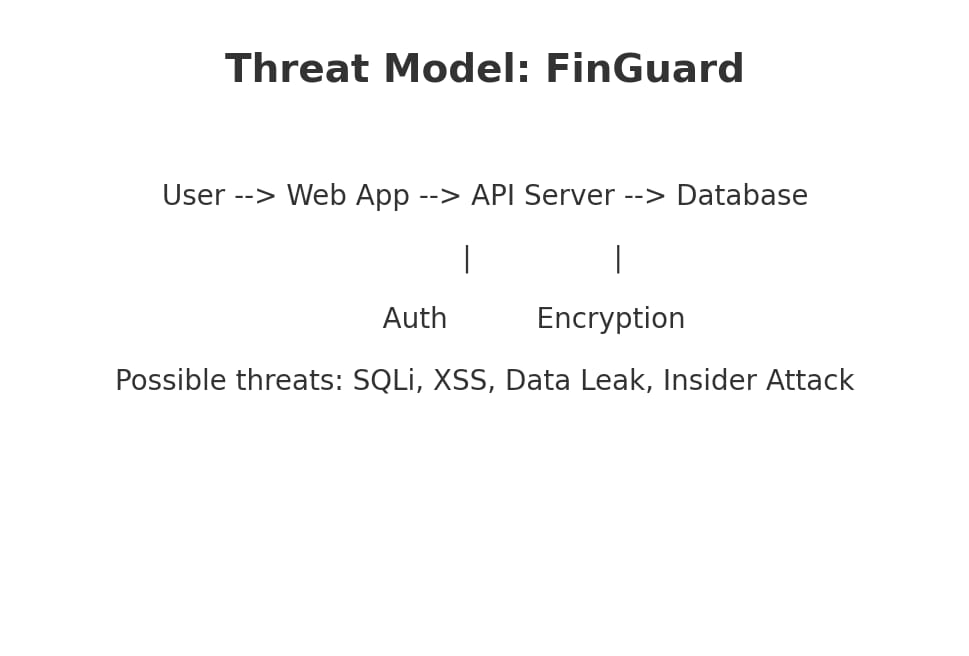 Threat Model: FinGuard
User --> Web App --> API Server --> Database
| |
Auth Encryption
Possible threats: SQLi, XSS, Data Leak, Insider Attack